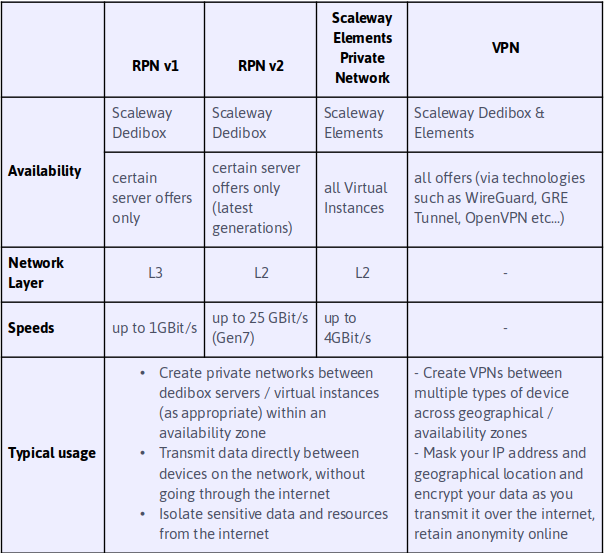 RPN v1
RPN v2
Scaleway
Elements
Private
Network
VPN
Availability
Scaleway
Dedibox
Scaleway
Dedibox
Scaleway
Elements
Scaleway Dedibox &
Elements
certain
server offers
only
certain server
offers only
(latest
generations)
all Virtual
Instances
all offers (via technologies
such as WireGuard, GRE
Tunnel, OpenVPN etc...)
Network
Layer
L3
L2
L2
-
Speeds
up to 1GBit/s
up to 25 GBit/s
(Gen7)
up to
4GBit/s
-
Typical usage
• Create private networks between
dedibox servers / virtual instances
(as appropriate) within an
availability zone
• Transmit data directly between
devices on the network, without
going through the internet
• Isolate sensitive data and resources
from the internet
- Create VPNs between
multiple types of device
across geographical /
availability zones
- Mask your IP address and
geographical location and
encrypt your data as you
transmit it over the internet,
retain anonymity online